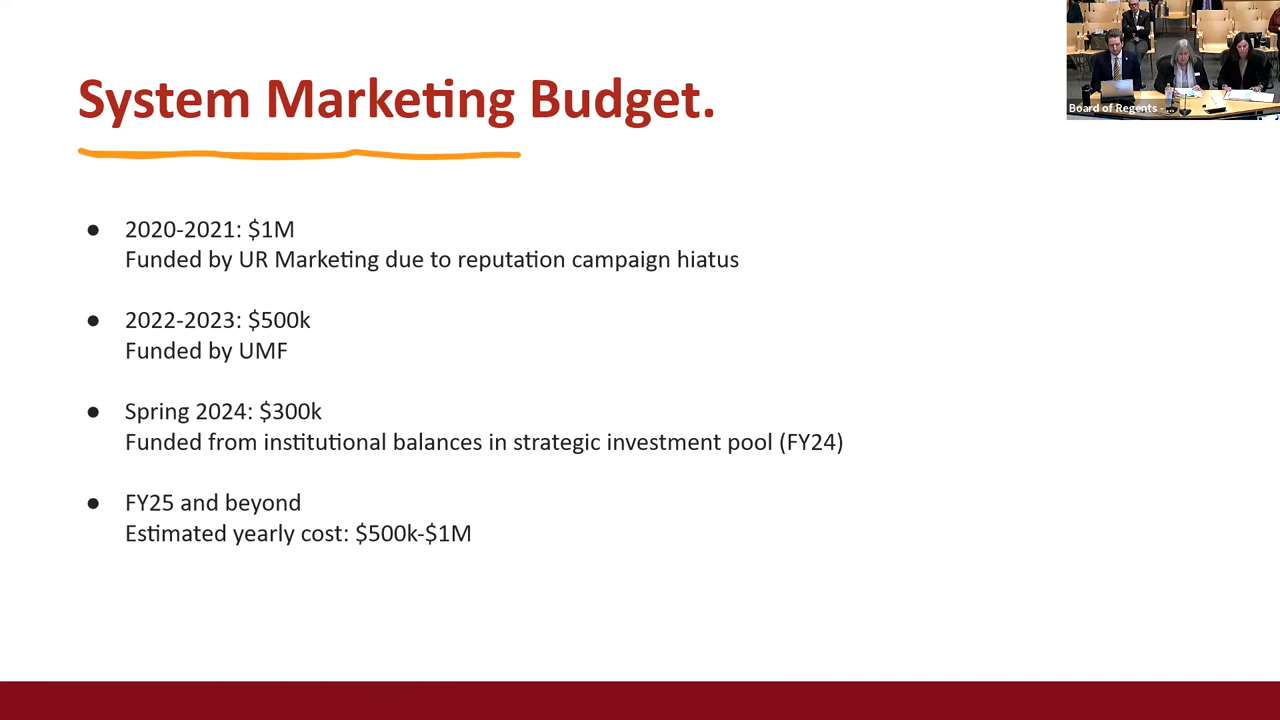 System Marketing Budget.
Board of Regents - ...
● 2020-2021: $1M
Funded by UR Marketing due to reputation campaign hiatus
● 2022-2023: $500k
Funded by UMF
● Spring 2024: $300k
Funded from institutional balances in strategic investment pool (FY24)
● FY25 and beyond
Estimated yearly cost: $500k-$1M